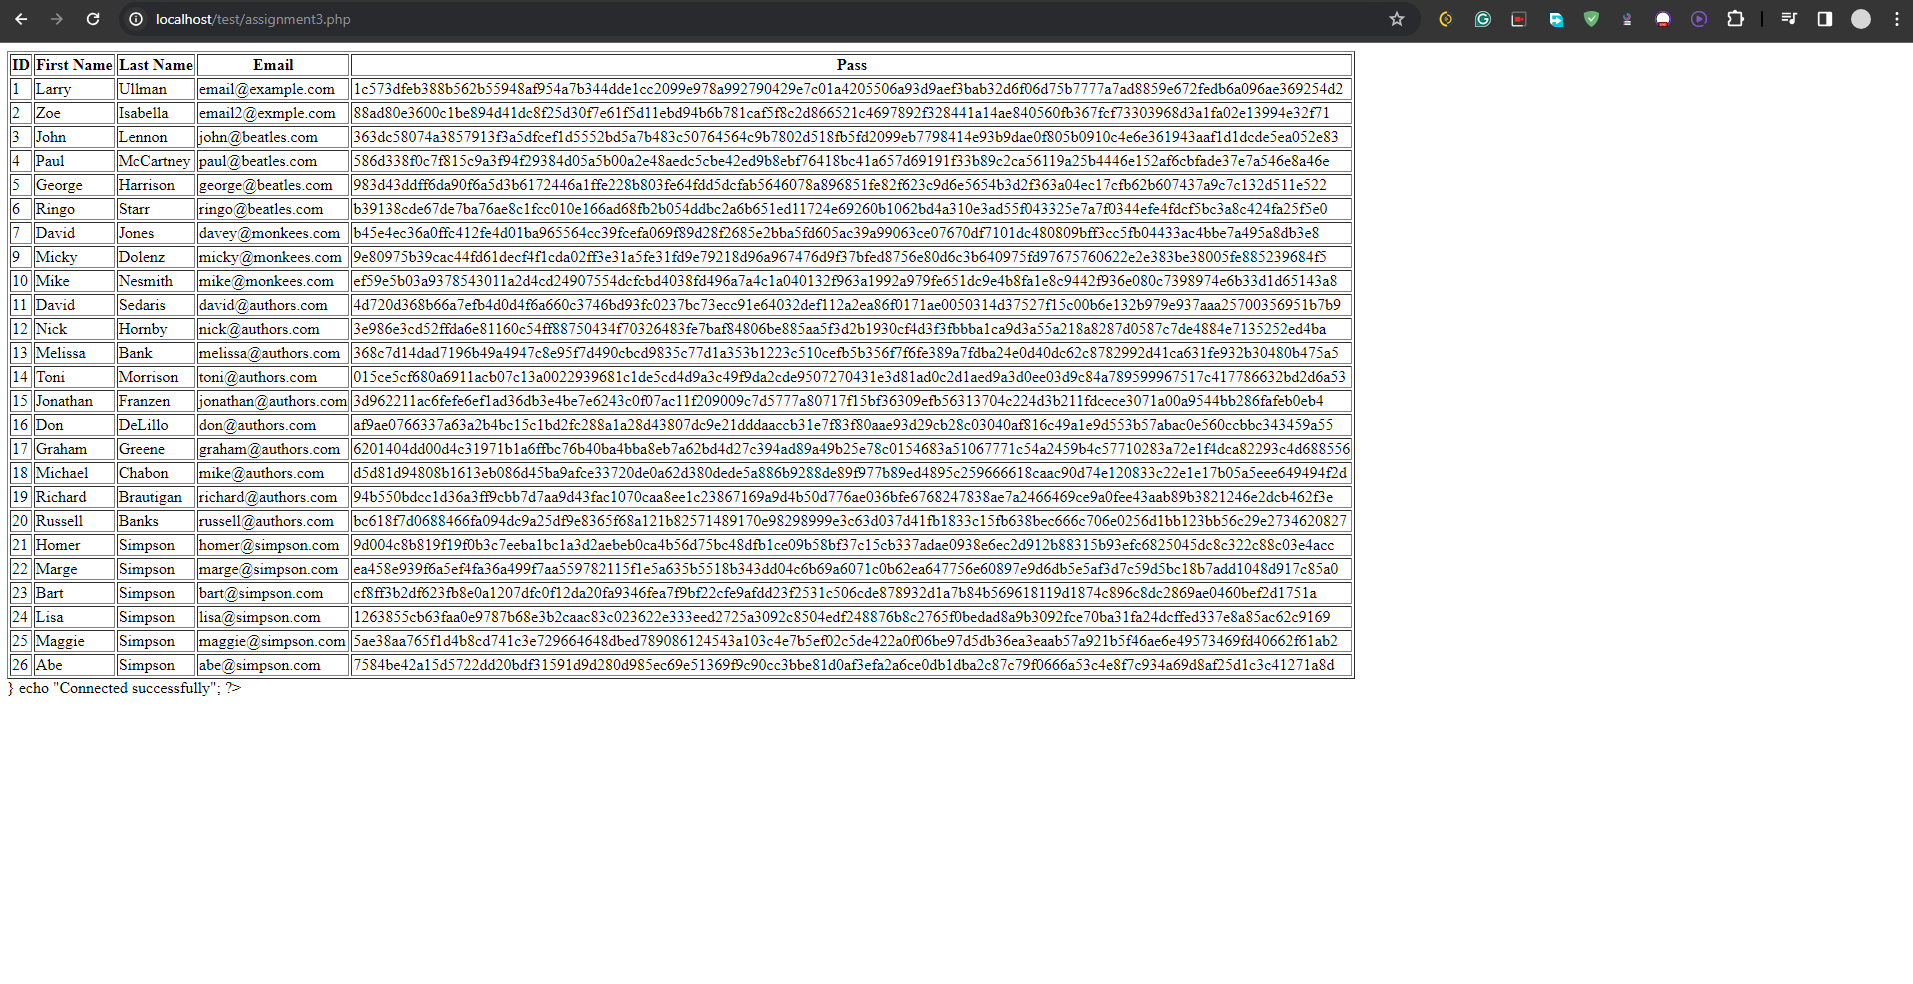 localhost/test/assignment3.php
ID First Name Last Name Email Pass
1 Larry Ullman email@example.com 1c573dfeb388b562b55948af954a7b344dde1cc2099e978a992790429e7c01a4205506a93d9aef3bab32d6f06d75b7777a7ad8859e672fedb6a096ae369254d2
2 Zoe Isabella email2@exmple.com 88ad80e3600c1be894d41dc8f25d30f7e61f5d11ebd94b6b781caf5f8c2d866521c4697892f328441a14ae840560fb367fcf73303968d3a1fa02e13994e32f71
3 John Lennon john@beatles.com 363dc58074a3857913f3a5dfcef1d5552bd5a7b483c50764564c9b7802d518fb5fd2099eb7798414e93b9dae0f805b0910c4e6e361943aaf1d1dcde5ea052e83
4 Paul McCartney paul@beatles.com 586d338f0c7f815c9a3f94f29384d05a5b00a2e48aedc5cbe42ed9b8ebf76418bc41a657d69191f33b89c2ca56119a25b4446e152af6cbfade37e7a546e8a46e
5 George Harrison george@beatles.com 983d43ddff6da90f6a5d3b6172446a1ffe228b803fe64fdd5dcfab5646078a896851fe82f623c9d6e5654b3d2f363a04ec17cfb62b607437a9c7c132d511e522
6 Ringo Starr ringo@beatles.com b39138cde67de7ba76ae8c1fcc010e166ad68fb2b054ddbc2a6b651ed11724e69260b1062bd4a310e3ad55f043325e7a7f0344efe4fdcf5bc3a8c424fa25f5e0
7 David Jones davey@monkees.com b45e4ec36a0ffc412fe4d01ba965564cc39fcefa069f89d28f2685e2bba5fd605ac39a99063ce07670df7101dc480809bff3cc5fb04433ac4bbe7a495a8db3e8
9 Micky Dolenz micky@monkees.com 9e80975b39cac44fd61decf4f1cda02ff3e31a5fe31fd9e79218d96a967476d9f37bfed8756e80d6c3b640975fd97675760622e2e383be38005fe885239684f5
10 Mike Nesmith mike@monkees.com ef59e5b03a9378543011a2d4cd24907554dcfcbd4038fd496a7a4c1a040132f963a1992a979fe651dc9e4b8fa1e8c9442f936e080c7398974e6b33d1d65143a8
11 David Sedaris david@authors.com 4d720d368b66a7efb4d0d4f6a660c3746bd93fc0237bc73ecc91e64032def112a2ea86f0171ae0050314d37527f15c00b6e132b979e937aaa25700356951b7b9
12 Nick Hornby nick@authors.com 3e986e3cd52ffda6e81160c54ff88750434f70326483fe7baf84806be885aa5f3d2b1930cf4d3f3fbbba1ca9d3a55a218a8287d0587c7de4884e7135252ed4ba
13 Melissa Bank melissa@authors.com 368c7d14dad7196b49a4947c8e95f7d490cbcd9835c77d1a353b1223c510cefb5b356f7f6fe389a7fdba24e0d40dc62c8782992d41ca631fe932b30480b475a5
14 Toni Morrison toni@authors.com 015ce5cf680a6911acb07c13a0022939681c1de5cd4d9a3c49f9da2cde9507270431e3d81ad0c2d1aed9a3d0ee03d9c84a789599967517c417786632bd2d6a53
15 Jonathan Franzen jonathan@authors.com 3d962211ac6fefe6ef1ad36db3e4be7e6243c0f07ac11f209009c7d5777a80717f15bf36309efb56313704c224d3b211fdcece3071a00a9544bb286fafeb0eb4
16 Don DeLillo don@authors.com af9ae0766337a63a2b4bc15c1bd2fc288a1a28d43807dc9e21dddaaccb31e7f83f80aae93d29cb28c03040af816c49a1e9d553b57abac0e560ccbbc343459a55
17 Graham Greene graham@authors.com 6201404dd00d4c31971b1a6ffbc76b40ba4bba8eb7a62bd4d27c394ad89a49b25e78c0154683a51067771c54a2459b4c57710283a72e1f4dca82293c4d688556
18 Michael Chabon mike@authors.com d5d81d94808b1613eb086d45ba9afce33720de0a62d380dede5a886b9288de89f977b89ed4895c259666618caac90d74e120833c22e1e17b05a5eee649494f2d
19 Richard Brautigan richard@authors.com 94b550bdcc1d36a3ff9cbb7d7aa9d43fac1070caa8ee1c23867169a9d4b50d776ae036bfe6768247838ae7a2466469ce9a0fee43aab89b3821246e2dcb462f3e
20 Russell Banks russell@authors.com bc618f7d0688466fa094dc9a25df9e8365f68a121b82571489170e98298999e3c63d037d41fb1833c15fb638bec666c706e0256d1bb123bb56c29e2734620827
21 Homer Simpson homer@simpson.com 9d004c8b819f19f0b3c7eeba1bc1a3d2aebeb0ca4b56d75bc48dfb1ce09b58bf37c15cb337adae0938e6ec2d912b88315b93efc6825045dc8c322c88c03e4acc
22 Marge Simpson marge@simpson.com ea458e939f6a5ef4fa36a499f7aa559782115f1e5a635b5518b343dd04c6b69a6071c0b62ea647756e60897e9d6db5e5af3d7c59d5bc18b7add1048d917c85a0
23 Bart Simpson bart@simpson.com cf8ff3b2df623fb8e0a1207dfc0f12da20fa9346fea7f9bf22cfe9afdd23f2531c506cde878932d1a7b84b569618119d1874c896c8dc2869ae0460bef2d1751a
24 Lisa Simpson lisa@simpson.com 1263855cb63faa0e9787b68e3b2caac83c023622e333eed2725a3092c8504edf248876b8c2765f0bedad8a9b3092fce70ba31fa24dcffed337e8a85ac62c9169
25 Maggie Simpson maggie@simpson.com 5ae38aa765f1d4b8cd741c3e729664648dbed789086124543a103c4e7b5ef02c5de422a0f06be97d5db36ea3eaab57a921b5f46ae6e49573469fd40662f61ab2
26 Abe Simpson abe@simpson.com 7584be42a15d5722dd20bdf31591d9d280d985ec69e51369f9c90cc3bbe81d0af3efa2a6ce0db1dba2c87c79f0666a53c4e8f7c934a69d8af25d1c3c41271a8d
} echo "Connected successfully"; ?>